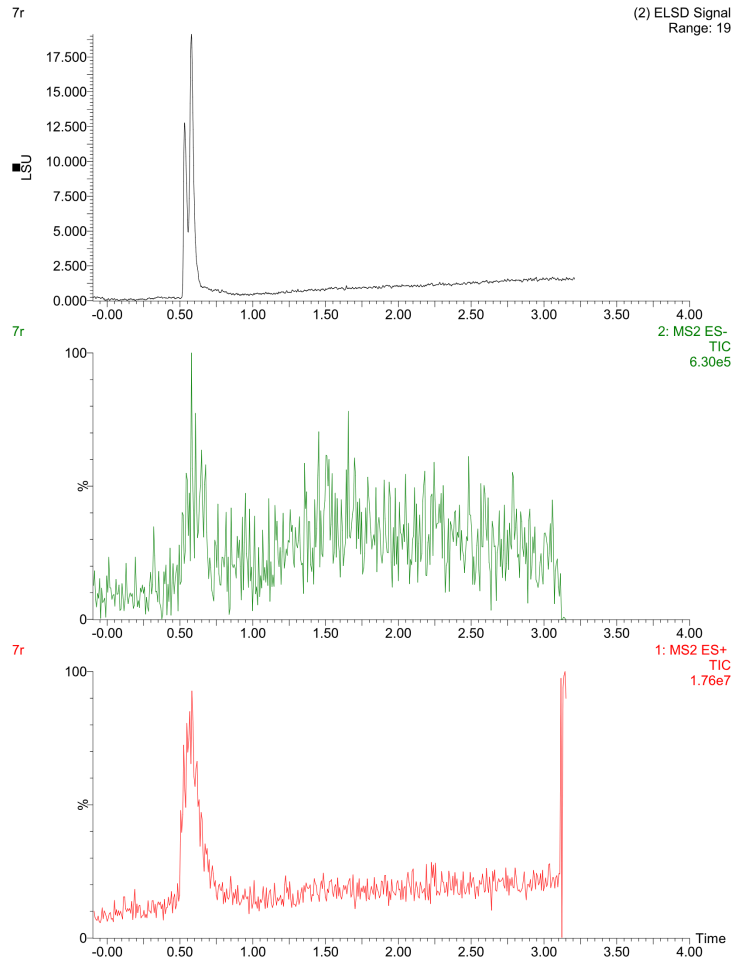 7r
(2) ELSD Signal
Range: 19
LSU
17.500
15.000
12.500
10.000
7.500
5.000
2.500
0.000
-0.00 0.50 1.00 1.50 2.00 2.50 3.00 3.50 4.00
7r
2: MS2 ES-
TIC
6.30e5
100
%
0
-0.00 0.50 1.00 1.50 2.00 2.50 3.00 3.50 4.00
7r
1: MS2 ES+
TIC
1.76e7
100
%
0
Time
-0.00 0.50 1.00 1.50 2.00 2.50 3.00 3.50 4.00